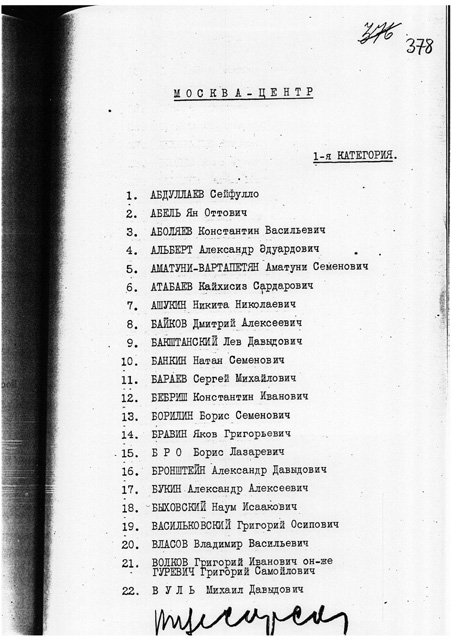 378
МОСКВА-ЦЕНТР
1-я КАТЕГОРИЯ.
1. АБДУЛЛАЕВ Сейфулло
2. АБЕЛЬ Ян Оттович
3. АБОЛЯЕВ Константин Васильевич
4. АЛЬБЕРТ Александр Эдуардович
5. АМАТУНИ-ВАРТАПЕТЯН Аматуни Семенович
6. АТАБАЕВ Кайхисиз Сардарович
7. АШУКИН Никита Николаевич
8. БАЙКОВ Дмитрий Алексеевич
9. БАКШТАНСКИЙ Лев Давыдович
10. БАНКИН Натан Семенович
11. БАРАЕВ Сергей Михайлович
12. БЕБРИШ Константин Иванович
13. БОРИЛИН Борис Семенович
14. БРАВИН Яков Григорьевич
15. Б Р О Борис Лазаревич
16. БРОНШТЕЙН Александр Давыдович
17. БУКИН Александр Алексеевич
18. БЫХОВСКИЙ Наум Исаакович
19. ВАСИЛЬКОВСКИЙ Григорий Осипович
20. ВЛАСОВ Владимир Васильевич
21. ВОЛКОВ Григорий Иванович он-же
ГУРЕВИЧ Григорий Самойлович
22. В У Л Ь Михаил Давыдович